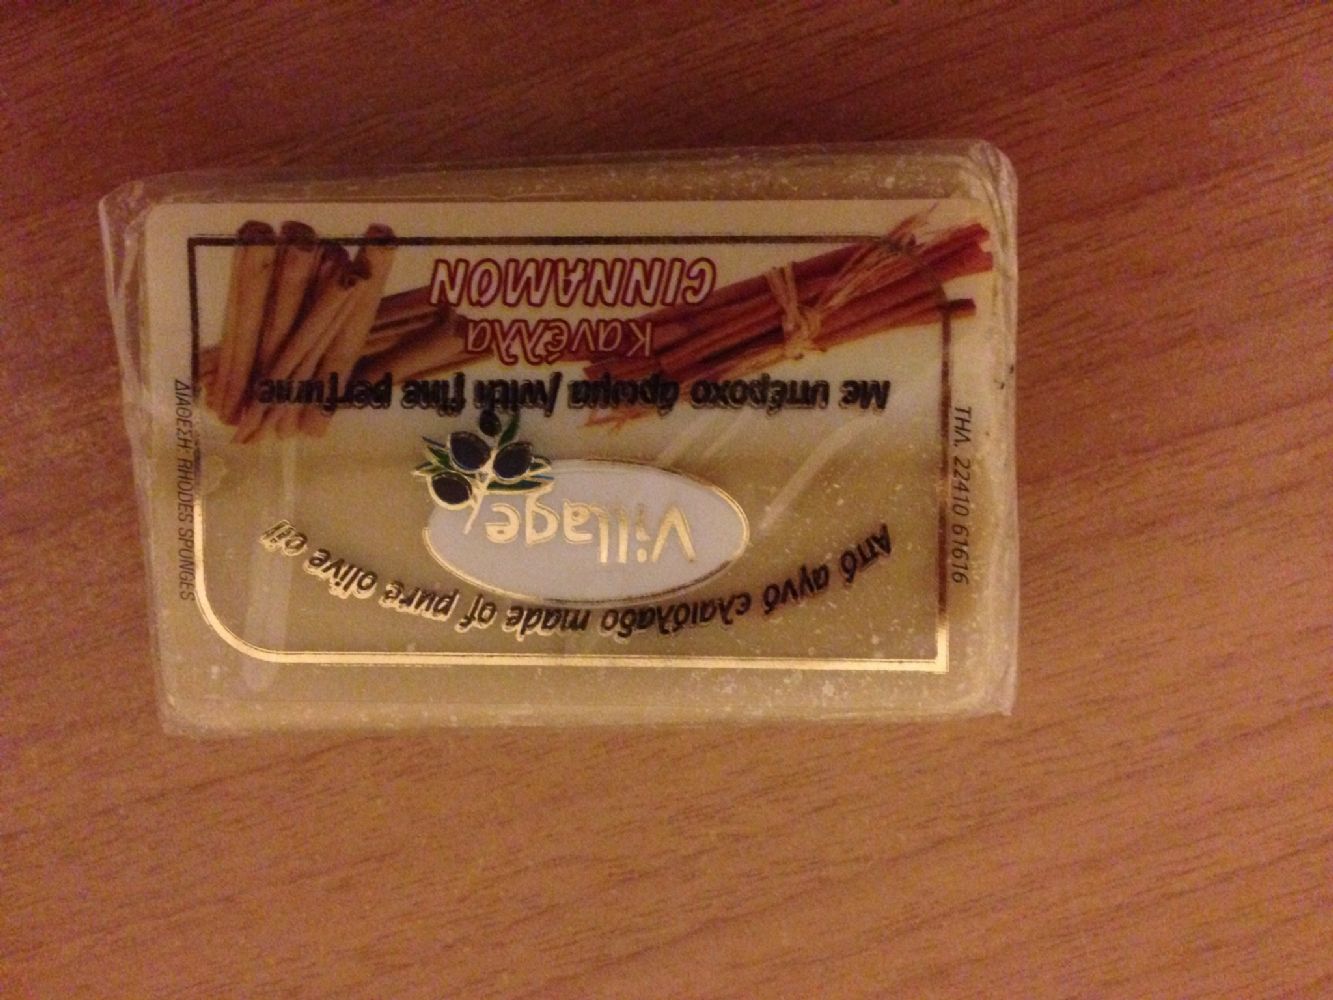 Από αγνό ελαιόλαδο made of pure olive oil
Village
Με υπέροχο άρωμα /with fine perfume
Κανέλλα
CINNAMON
ΤΗΛ. 22410 61616
ΔΙΑΘΕΣΗ: RHODES SPONGES